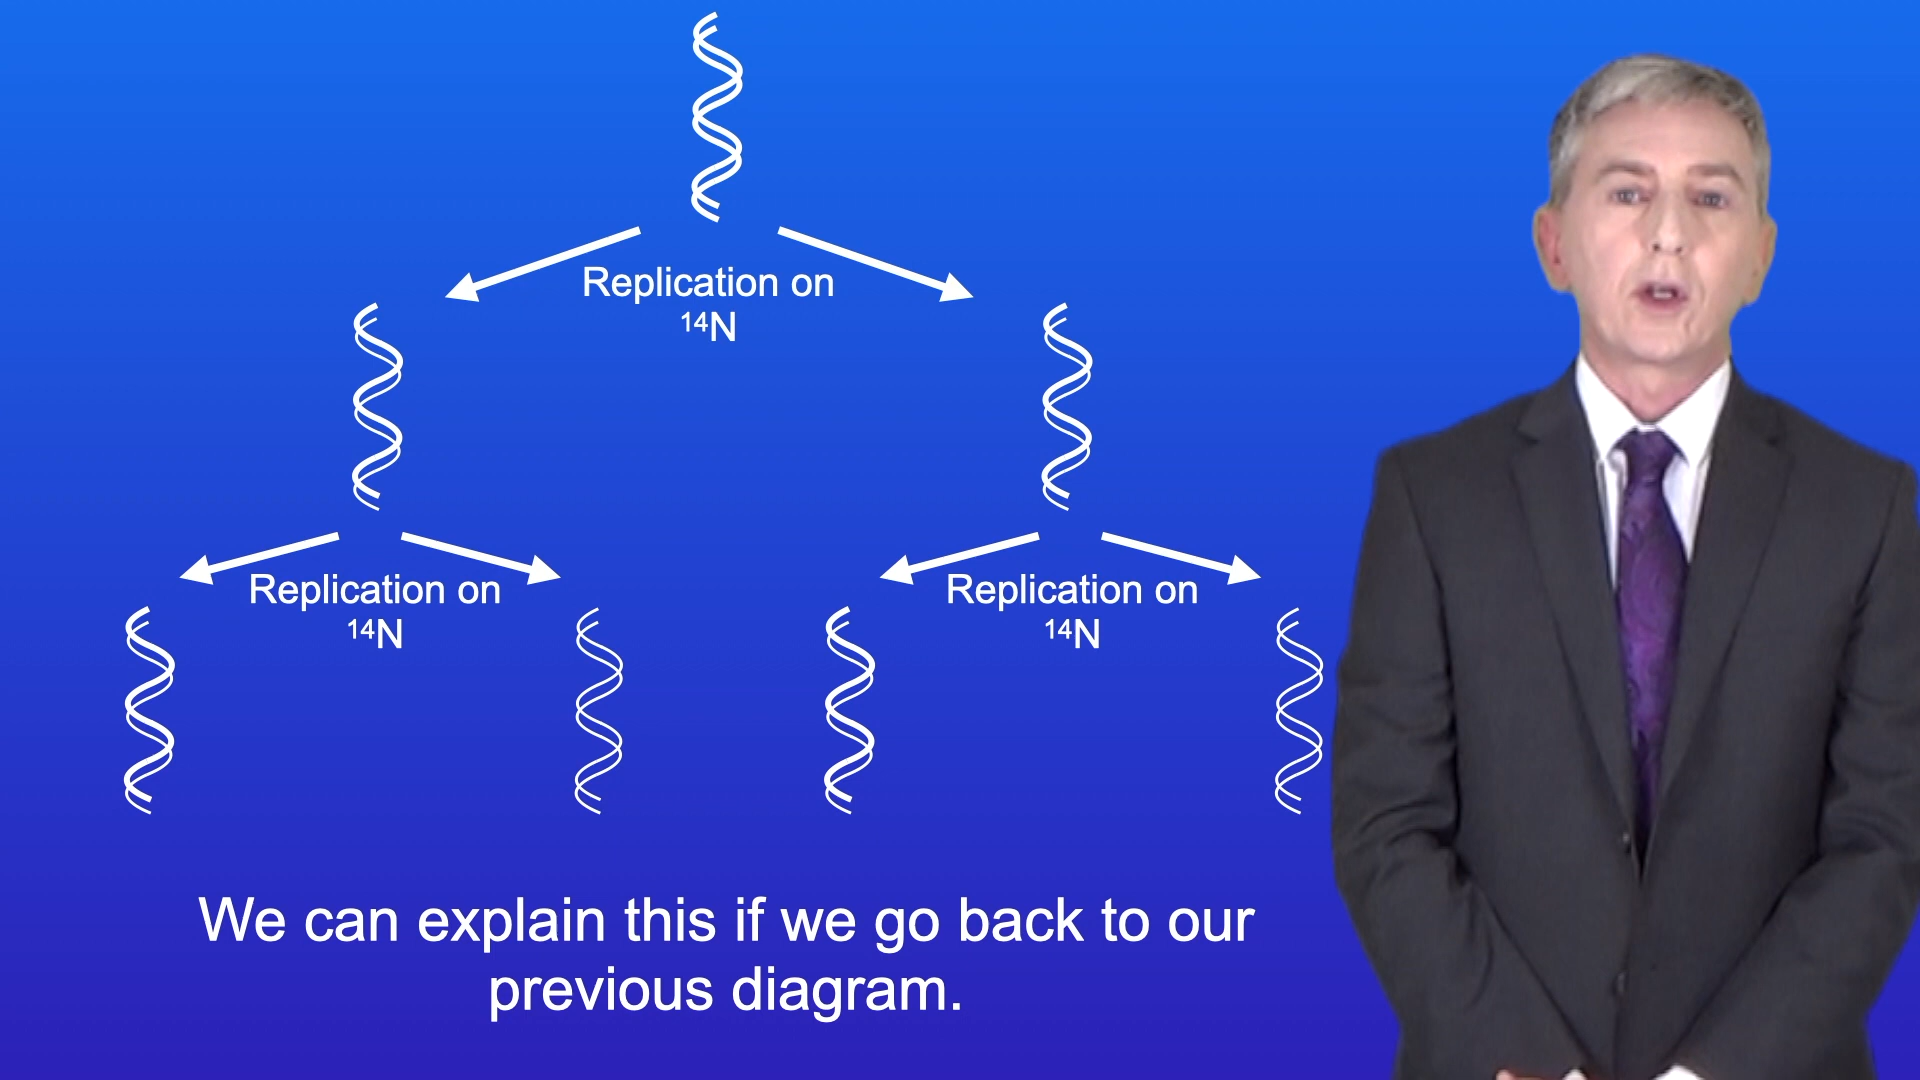 Replication on
¹⁴N
Replication on
¹⁴N
Replication on
¹⁴N
We can explain this if we go back to our
previous diagram.